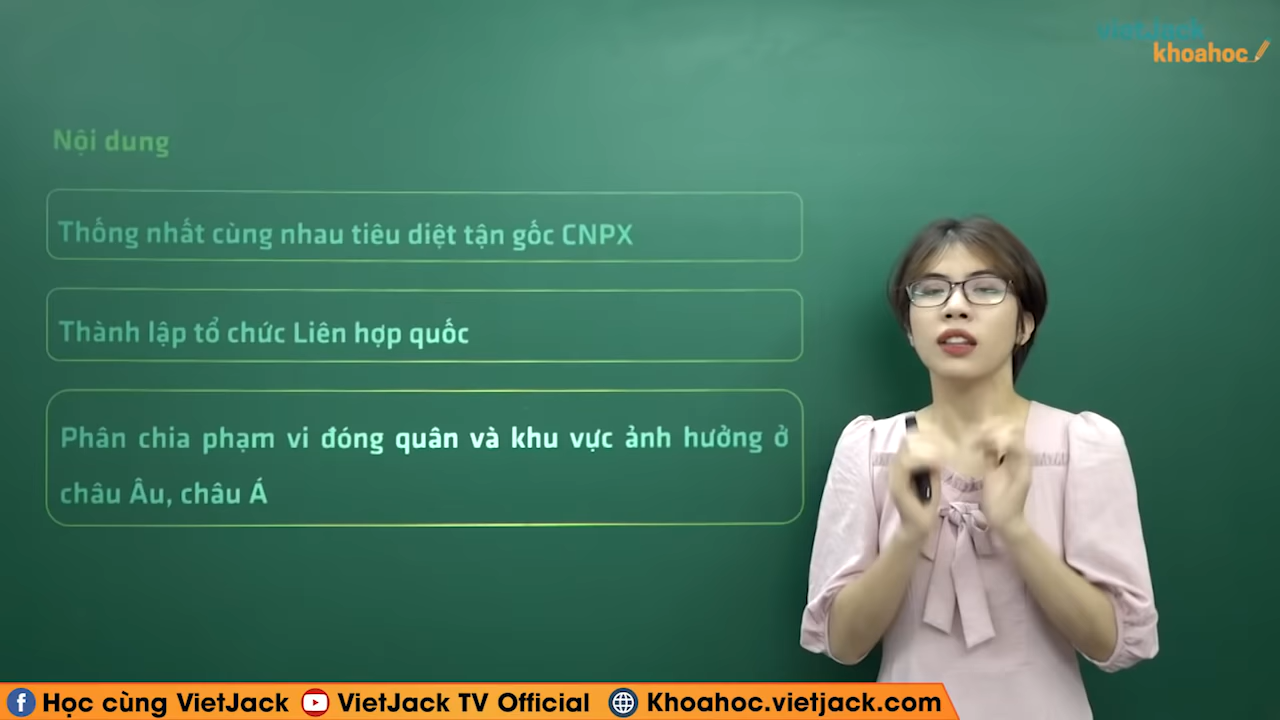 vietJack
khoahoc
Nội dung
Thống nhất cùng nhau tiêu diệt tận gốc CNPX
Thành lập tổ chức Liên hợp quốc
Phân chia phạm vi đóng quân và khu vực ảnh hưởng ở
châu Âu, châu Á
Học cùng VietJack VietJack TV Official Khoahoc.vietjack.com